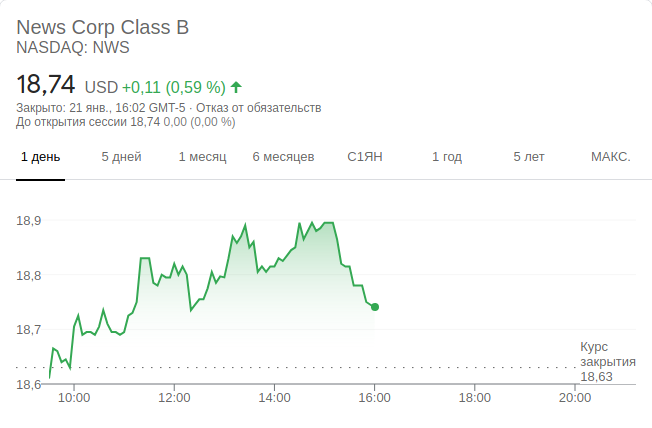 News Corp Class B
NASDAQ: NWS
18,74 USD +0,11 (0,59 %)
Закрыто: 21 янв., 16:02 GMT-5 · Отказ от обязательств
До открытия сессии 18,74 0,00 (0,00 %)
1 день 5 дней 1 месяц 6 месяцев С1ЯН 1 год 5 лет МАКС.
18,9
18,8
18,7
Курс
закрытия
18,63
18,6
10:00 12:00 14:00 16:00 18:00 20:00